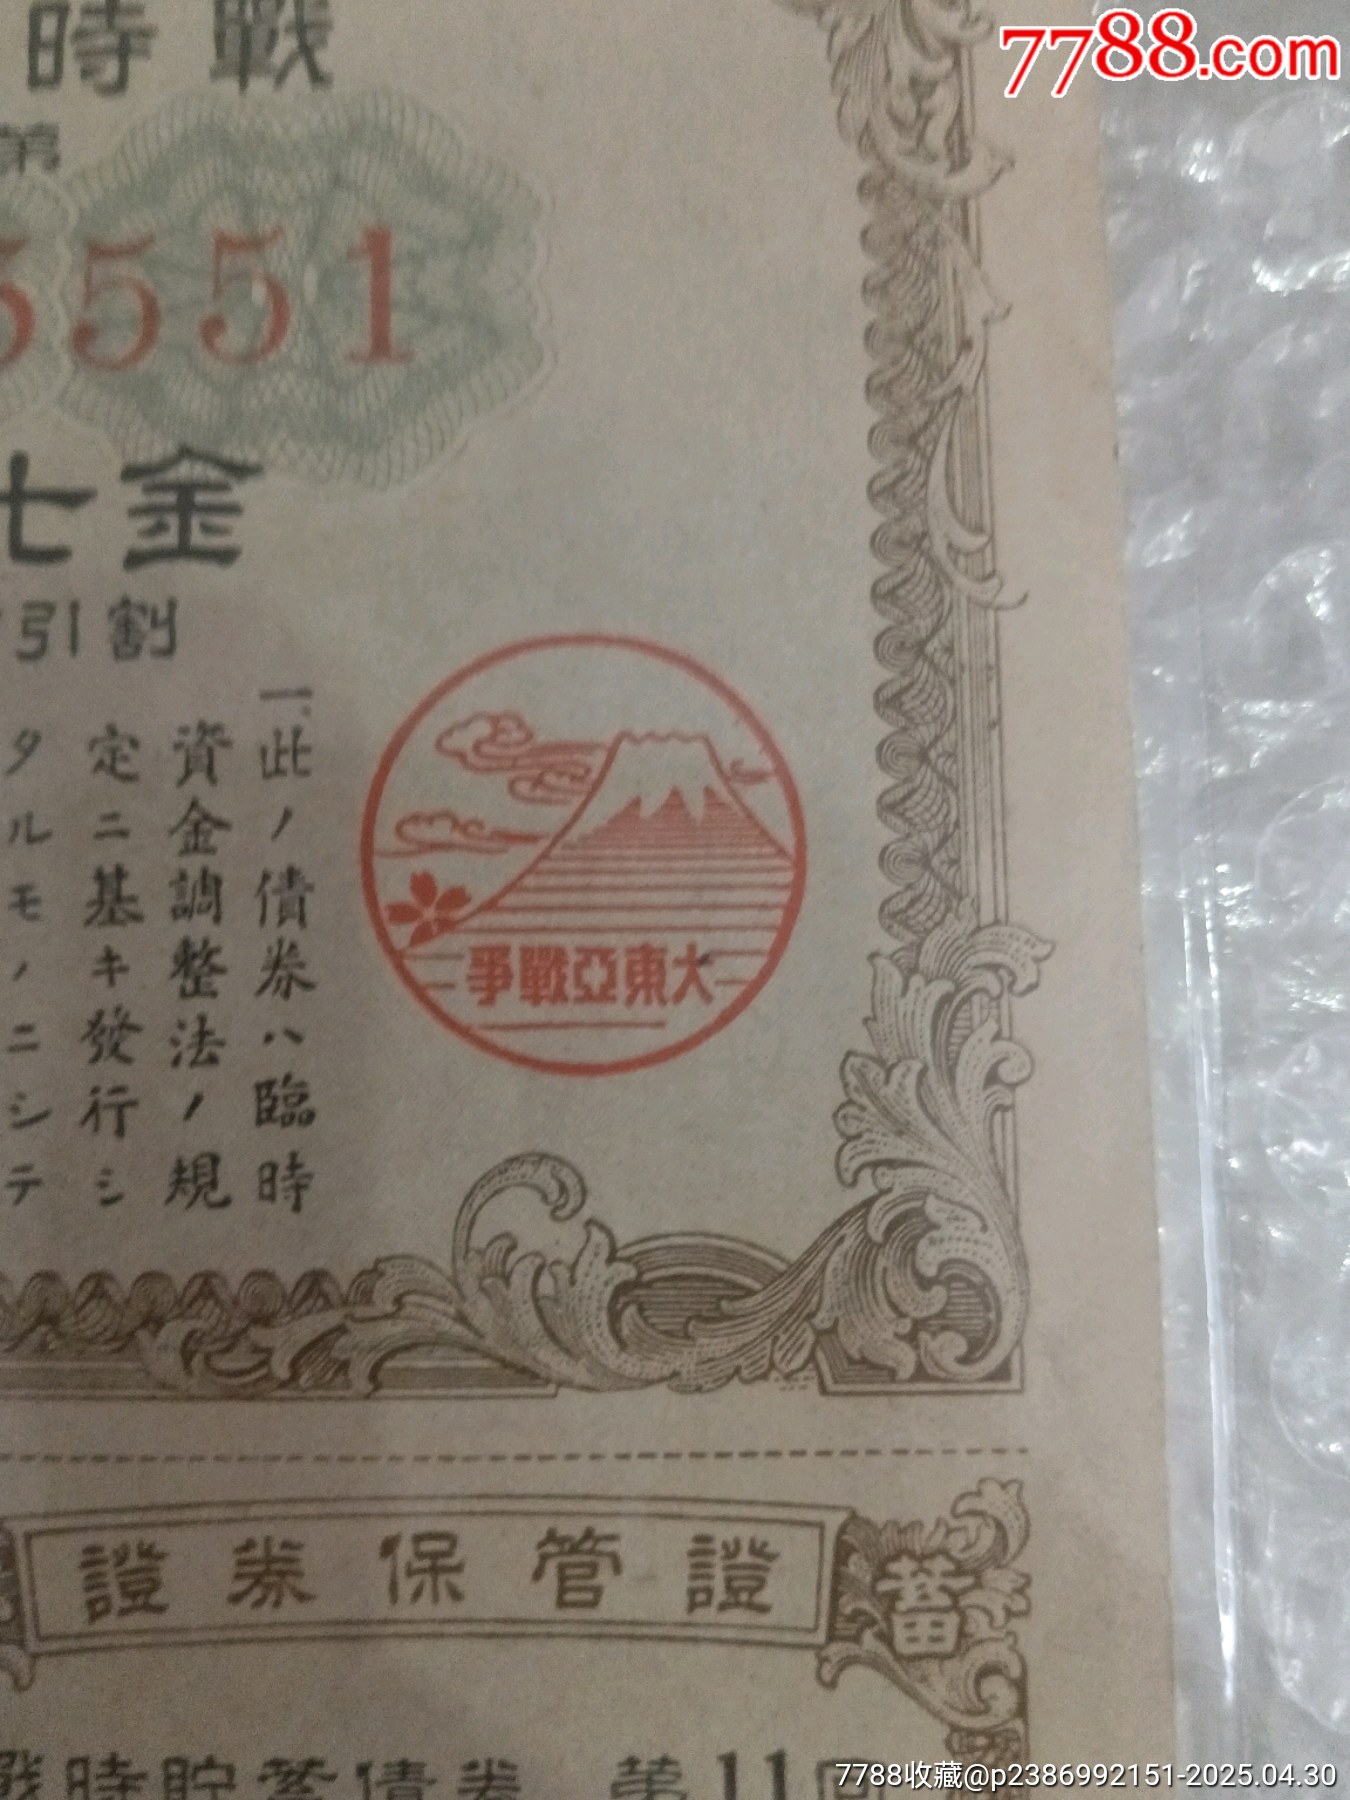 7788.com
時 戰
第
5551
七 金
引 割
一、此ノ債券ハ臨時
資金調整法ノ規
定ニ基キ發行シ
タルモノニシテ
爭戰亞東大
證券保管證
蓄
戰時貯蓄債券 第11回
7788收藏@p2386992151-2025.04.30